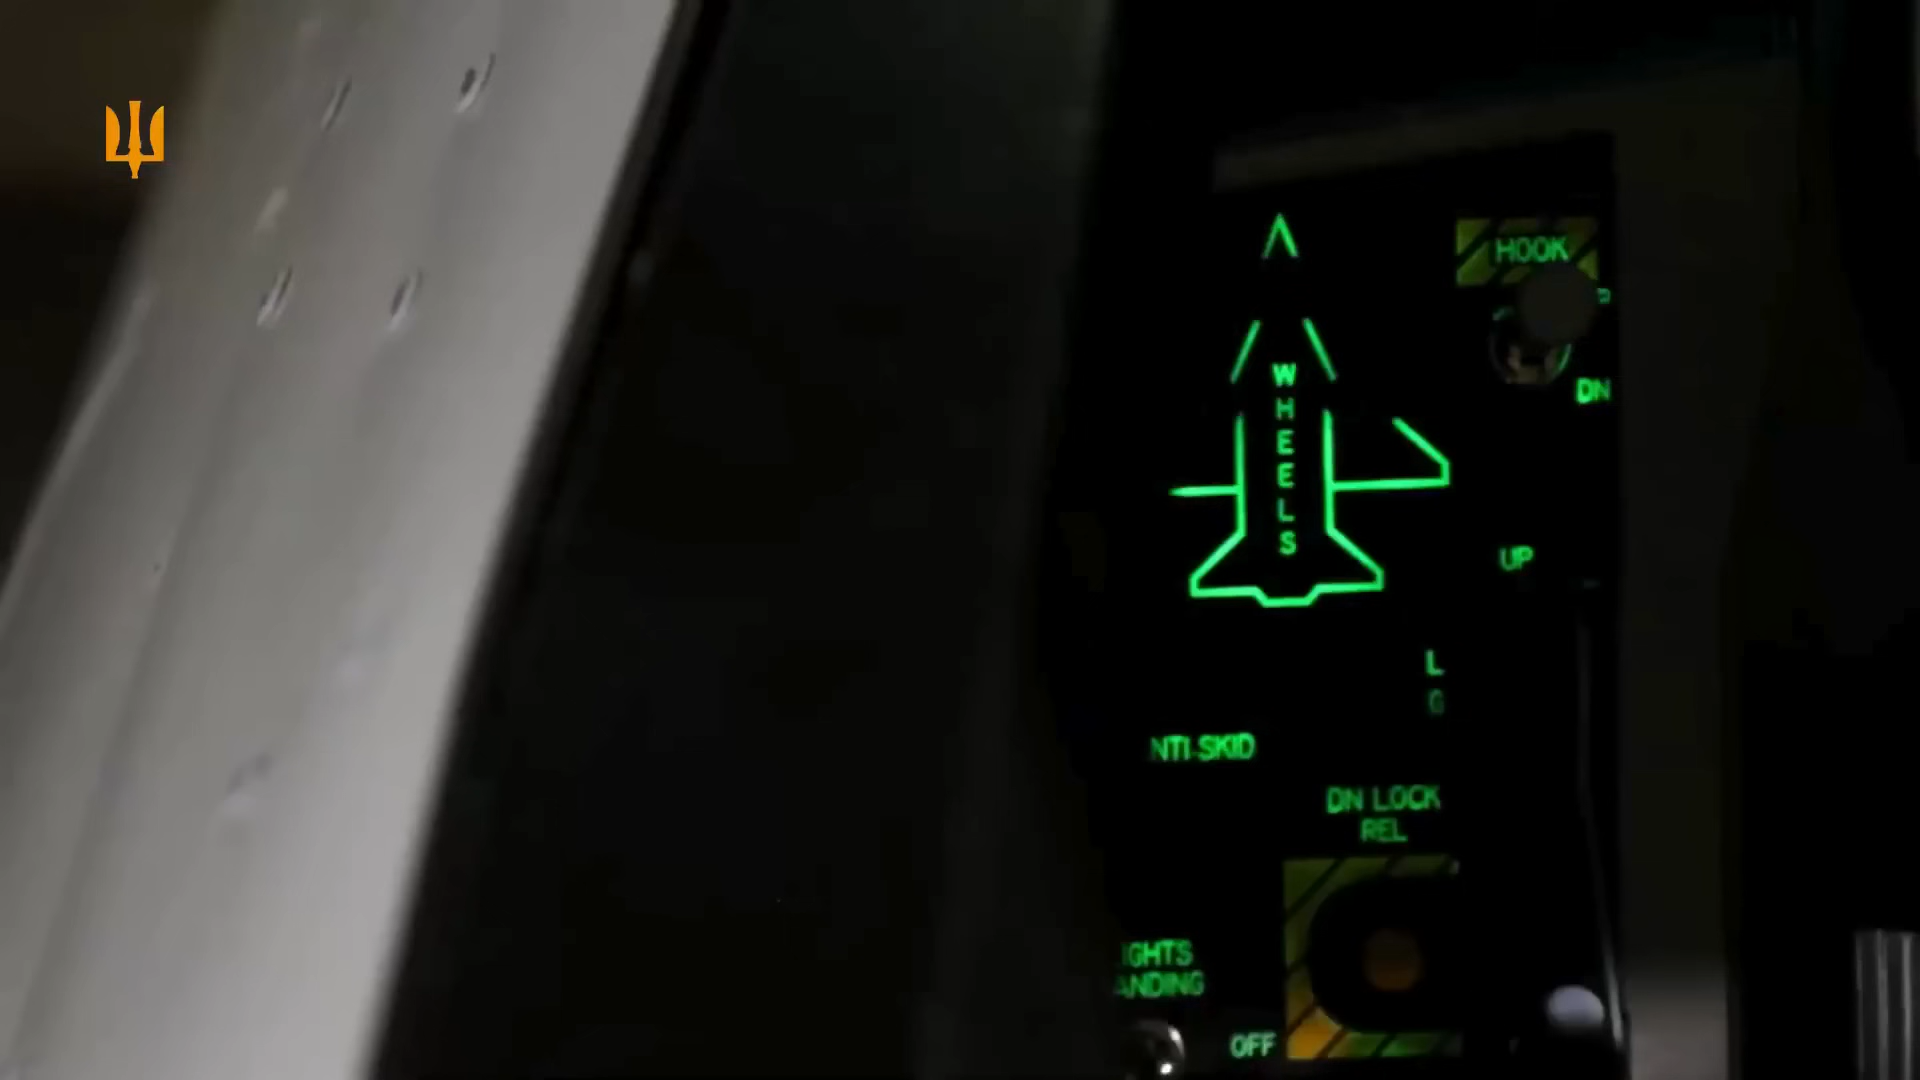 HOOK
DN
WHEELS
UP
L
G
NTI-SKID
DN LOCK
REL
IGHTS
ANDING
OFF